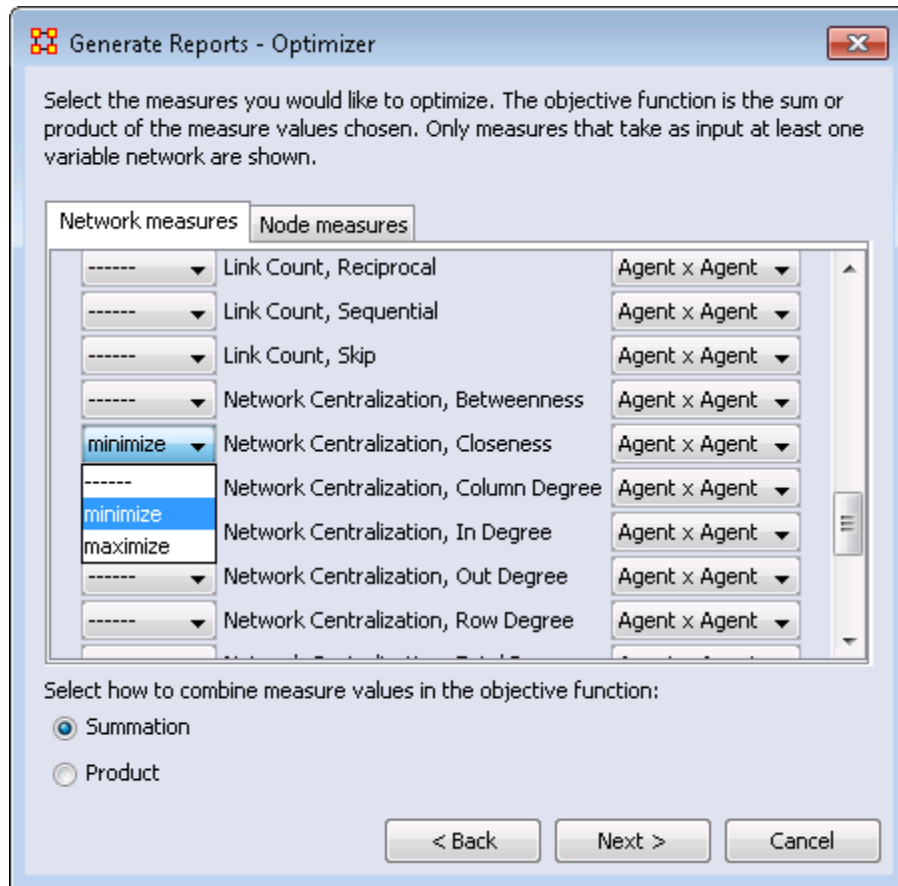 Generate Reports - Optimizer
Select the measures you would like to optimize. The objective function is the sum or
product of the measure values chosen. Only measures that take as input at least one
variable network are shown.
Network measures Node measures
------ Link Count, Reciprocal Agent x Agent
------ Link Count, Sequential Agent x Agent
------ Link Count, Skip Agent x Agent
------ Network Centralization, Betweenness Agent x Agent
minimize Network Centralization, Closeness Agent x Agent
------ Network Centralization, Column Degree Agent x Agent
minimize Network Centralization, In Degree Agent x Agent
maximize
------ Network Centralization, Out Degree Agent x Agent
------ Network Centralization, Row Degree Agent x Agent
Select how to combine measure values in the objective function:
Summation
Product
< Back Next > Cancel